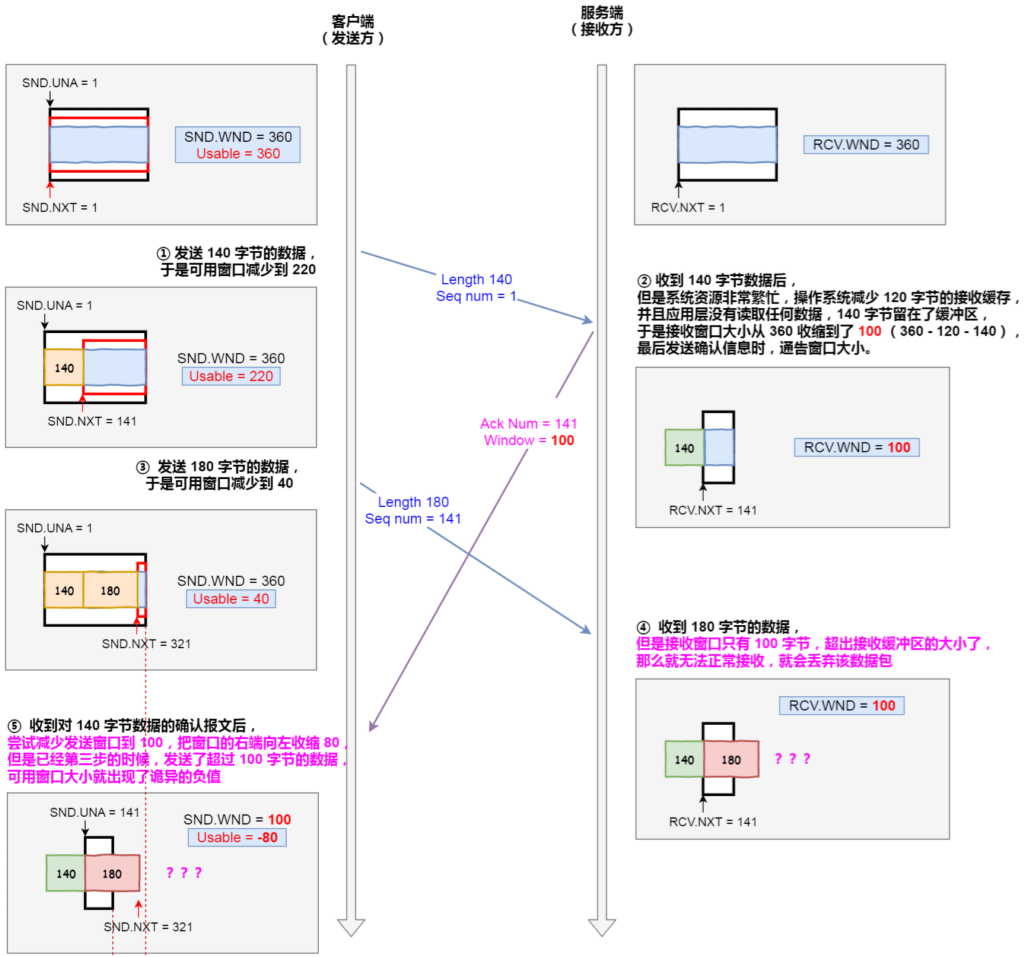 客户端
（发送方）
服务端
（接收方）
SND.UNA = 1
SND.WND = 360
Usable = 360
SND.NXT = 1
RCV.WND = 360
RCV.NXT = 1
① 发送 140 字节的数据，
于是可用窗口减少到 220
Length 140
Seq num = 1
② 收到 140 字节数据后，
但是系统资源非常繁忙，操作系统减少 120 字节的接收缓存，
并且应用层没有读取任何数据，140 字节留在了缓冲区，
于是接收窗口大小从 360 收缩到了 100 （360 - 120 - 140），
最后发送确认信息时，通告窗口大小。
SND.UNA = 1
140
SND.WND = 360
Usable = 220
SND.NXT = 141
Ack Num = 141
Window = 100
140
RCV.WND = 100
RCV.NXT = 141
③ 发送 180 字节的数据，
于是可用窗口减少到 40
Length 180
Seq num = 141
SND.UNA = 1
140
180
SND.WND = 360
Usable = 40
SND.NXT = 321
④ 收到 180 字节的数据，
但是接收窗口只有 100 字节，超出接收缓冲区的大小了，
那么就无法正常接收，就会丢弃该数据包
RCV.WND = 100
140
180
？？？
RCV.NXT = 141
⑤ 收到对 140 字节数据的确认报文后，
尝试减少发送窗口到 100，把窗口的右端向左收缩 80，
但是已经第三步的时候，发送了超过 100 字节的数据，
可用窗口大小就出现了诡异的负值
SND.UNA = 141
SND.WND = 100
Usable = -80
140
180
？？？
SND.NXT = 321